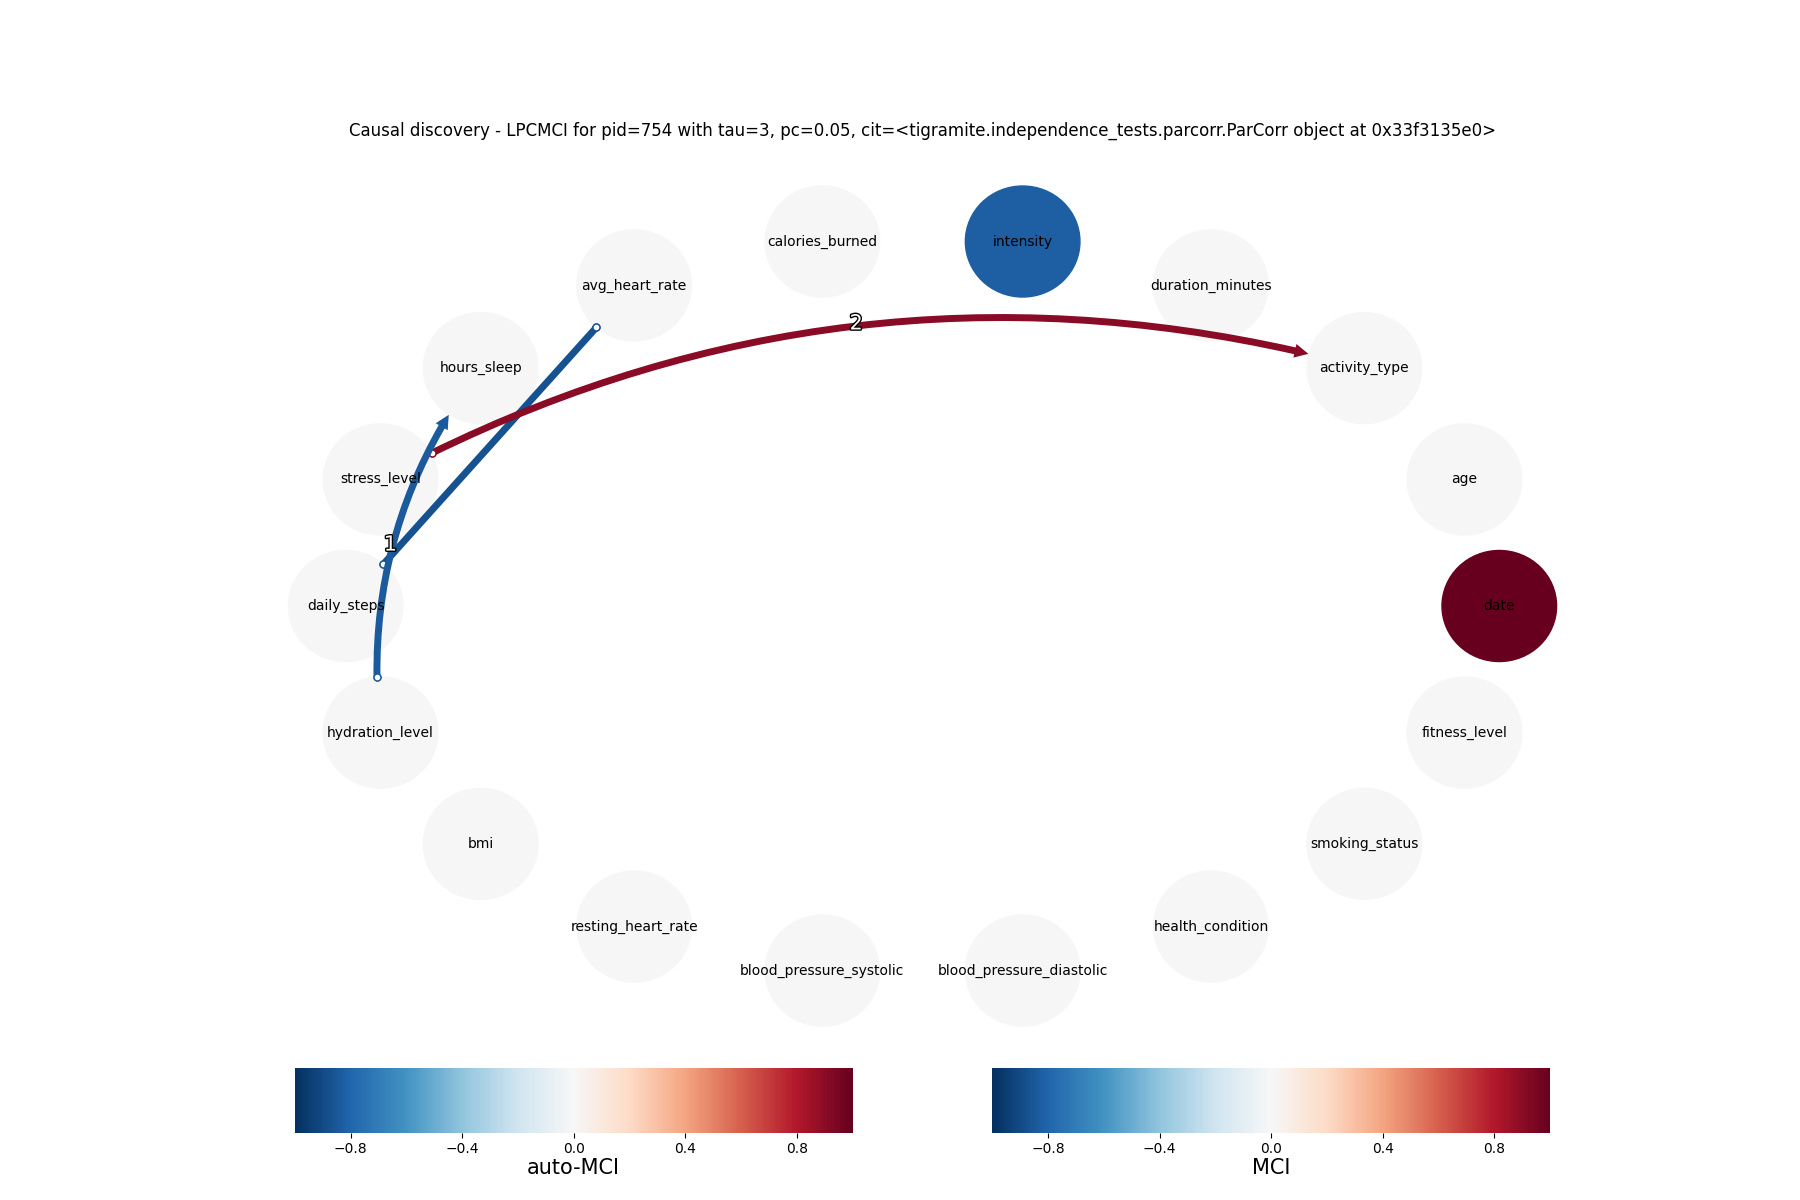 Causal discovery - LPCMCI for pid=754 with tau=3, pc=0.05, cit=<tigramite.independence_tests.parcorr.ParCorr object at 0x33f3135e0>
calories_burned
intensity
avg_heart_rate
duration_minutes
2
hours_sleep
activity_type
stress_level
age
1
daily_steps
date
hydration_level
fitness_level
bmi
smoking_status
resting_heart_rate
health_condition
blood_pressure_systolic
blood_pressure_diastolic
−0.8 −0.4 0.0 0.4 0.8
auto-MCI
−0.8 −0.4 0.0 0.4 0.8
MCI